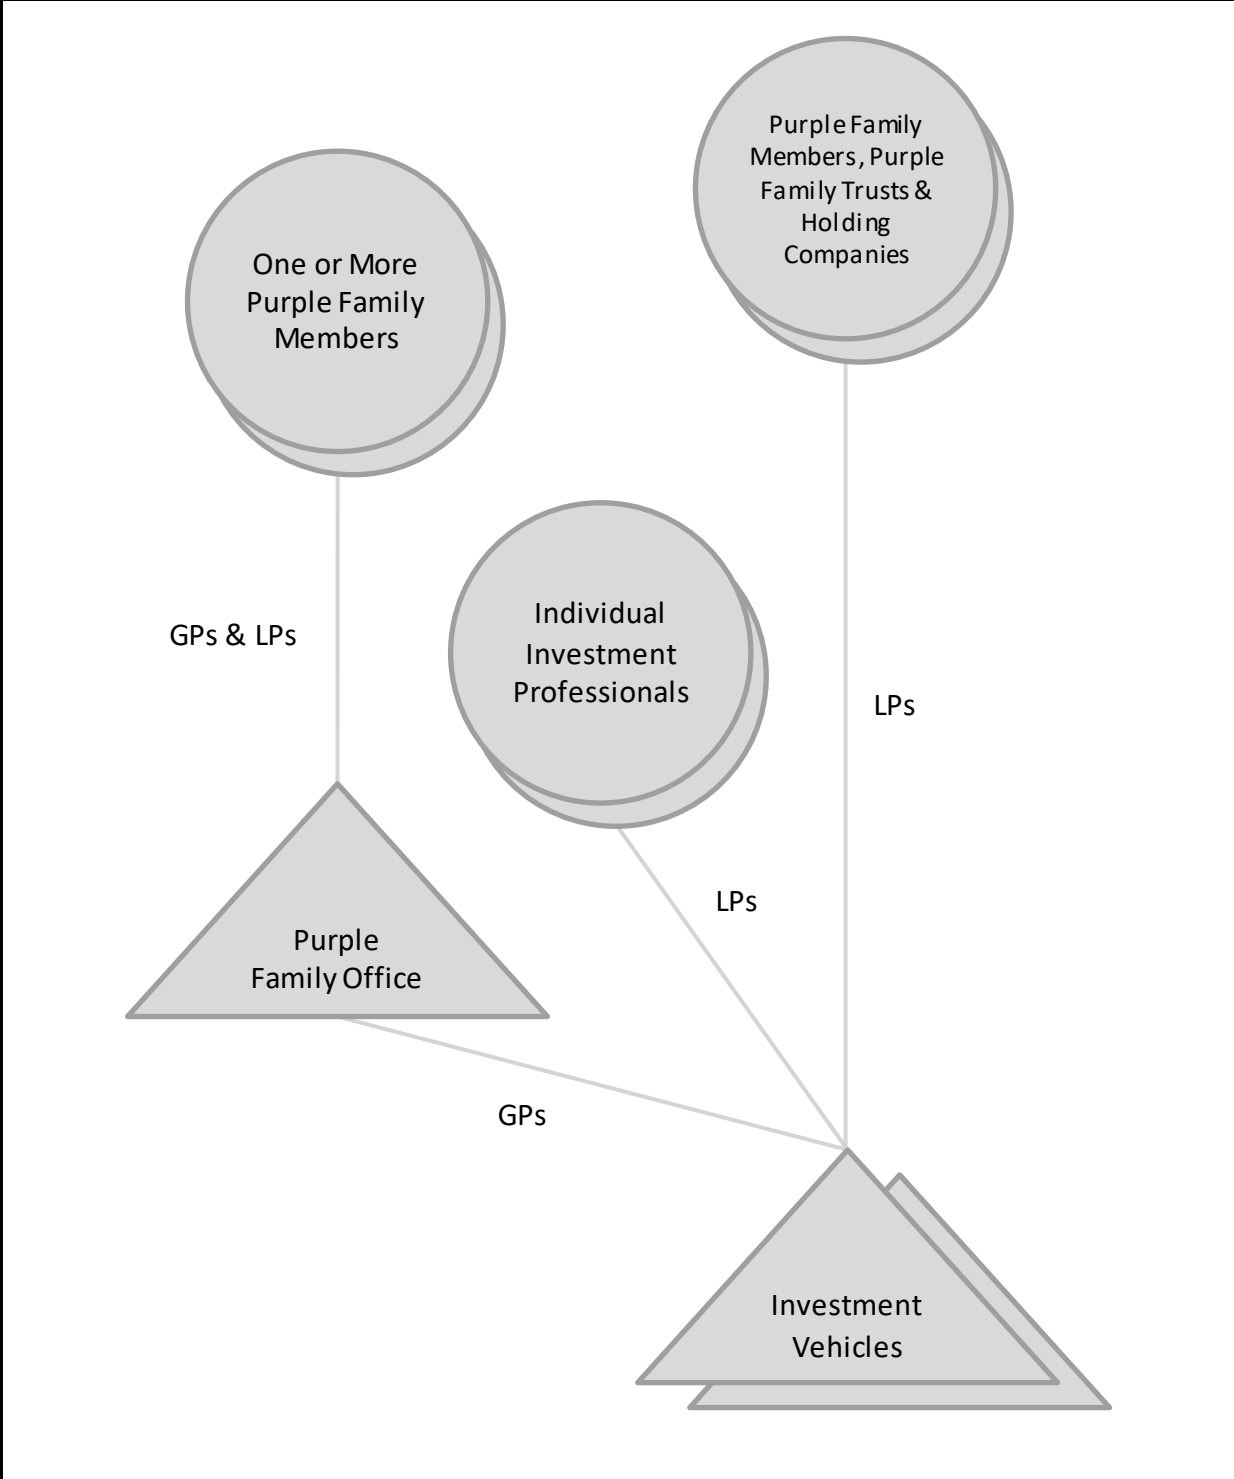 Purple Family
Members, Purple
Family Trusts &
Holding
Companies
One or More
Purple Family
Members
GPs & LPs
Individual
Investment
Professionals
LPs
LPs
Purple
Family Office
GPs
Investment
Vehicles